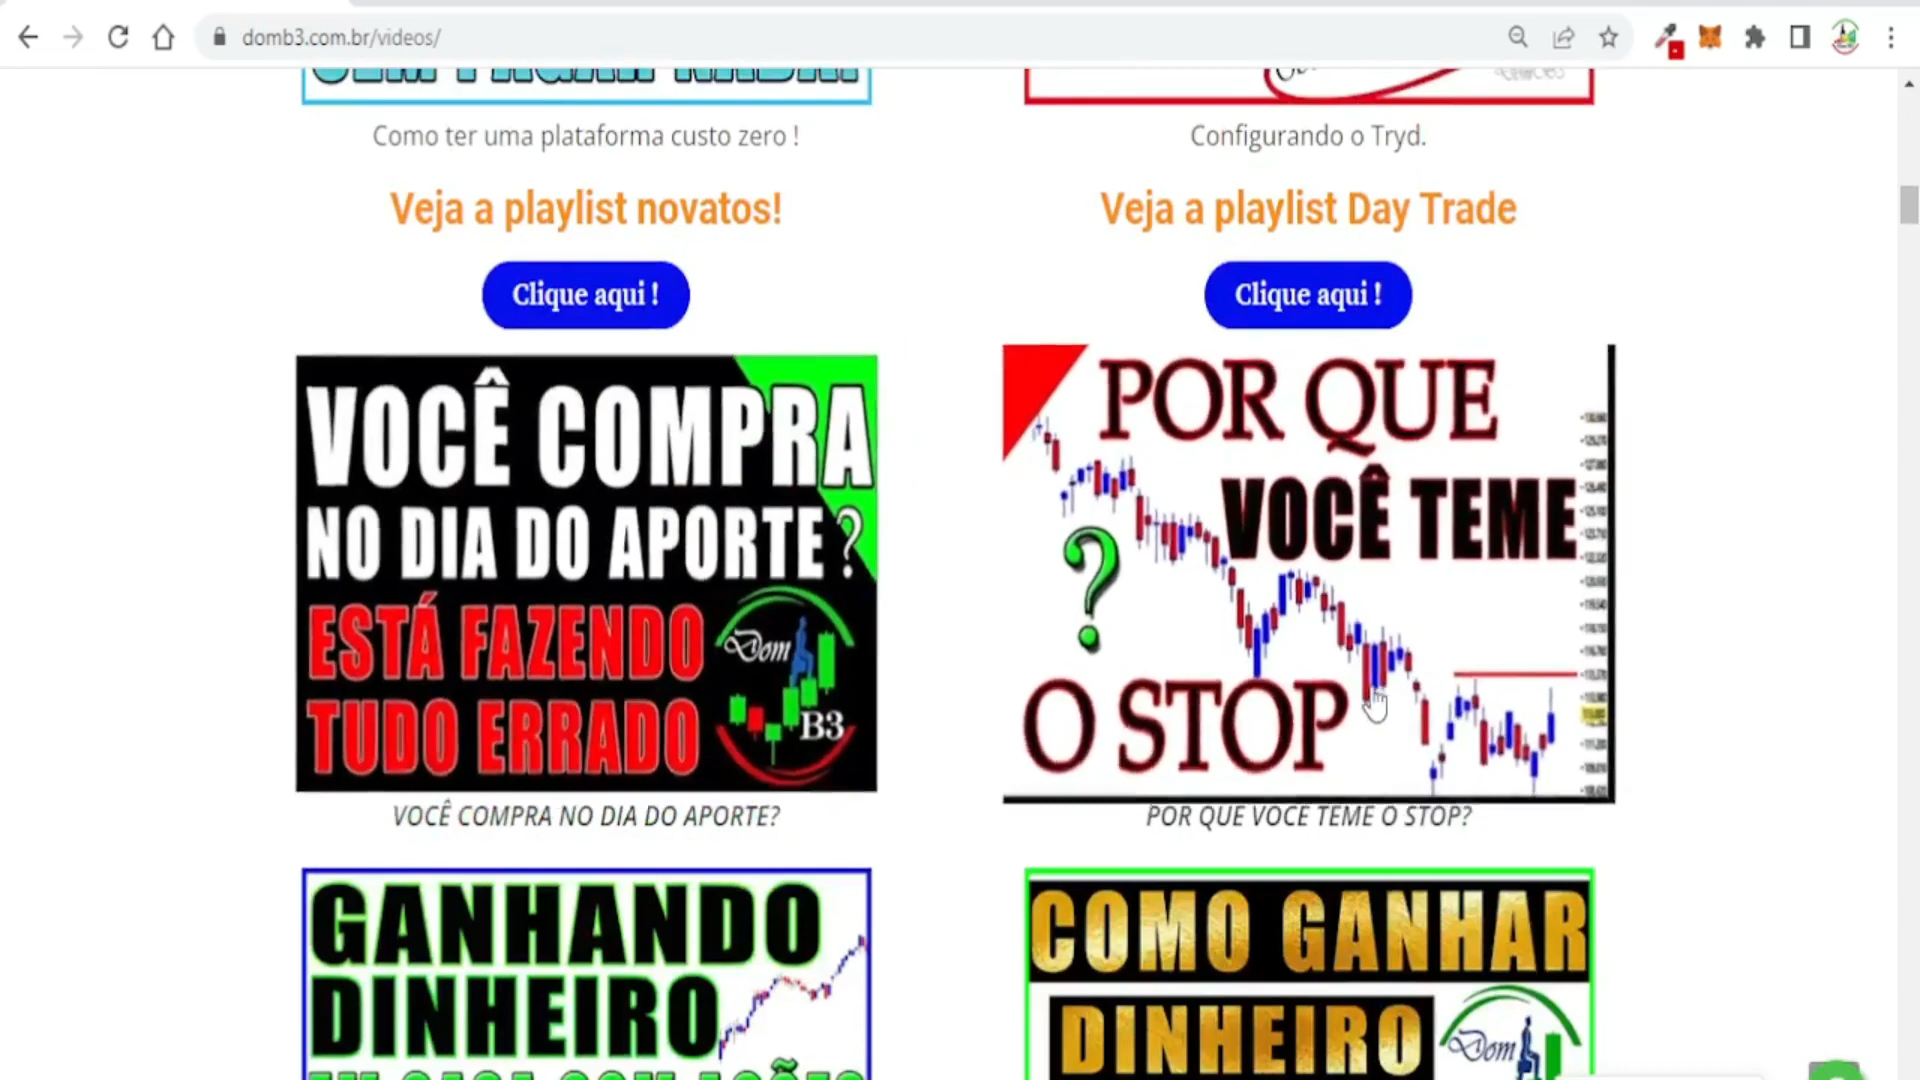 domb3.com.br/videos/
SEM PAGAR NADA!
Como ter uma plataforma custo zero !
Configurando o Tryd.
Veja a playlist novatos!
Veja a playlist Day Trade
Clique aqui !
Clique aqui !
VOCÊ COMPRA
NO DIA DO APORTE ?
ESTÁ FAZENDO
TUDO ERRADO
Dom
B3
VOCÊ COMPRA NO DIA DO APORTE?
POR QUE
VOCÊ TEME
?
O STOP
POR QUE VOCE TEME O STOP?
GANHANDO
DINHEIRO
COMO GANHAR
DINHEIRO
Dom